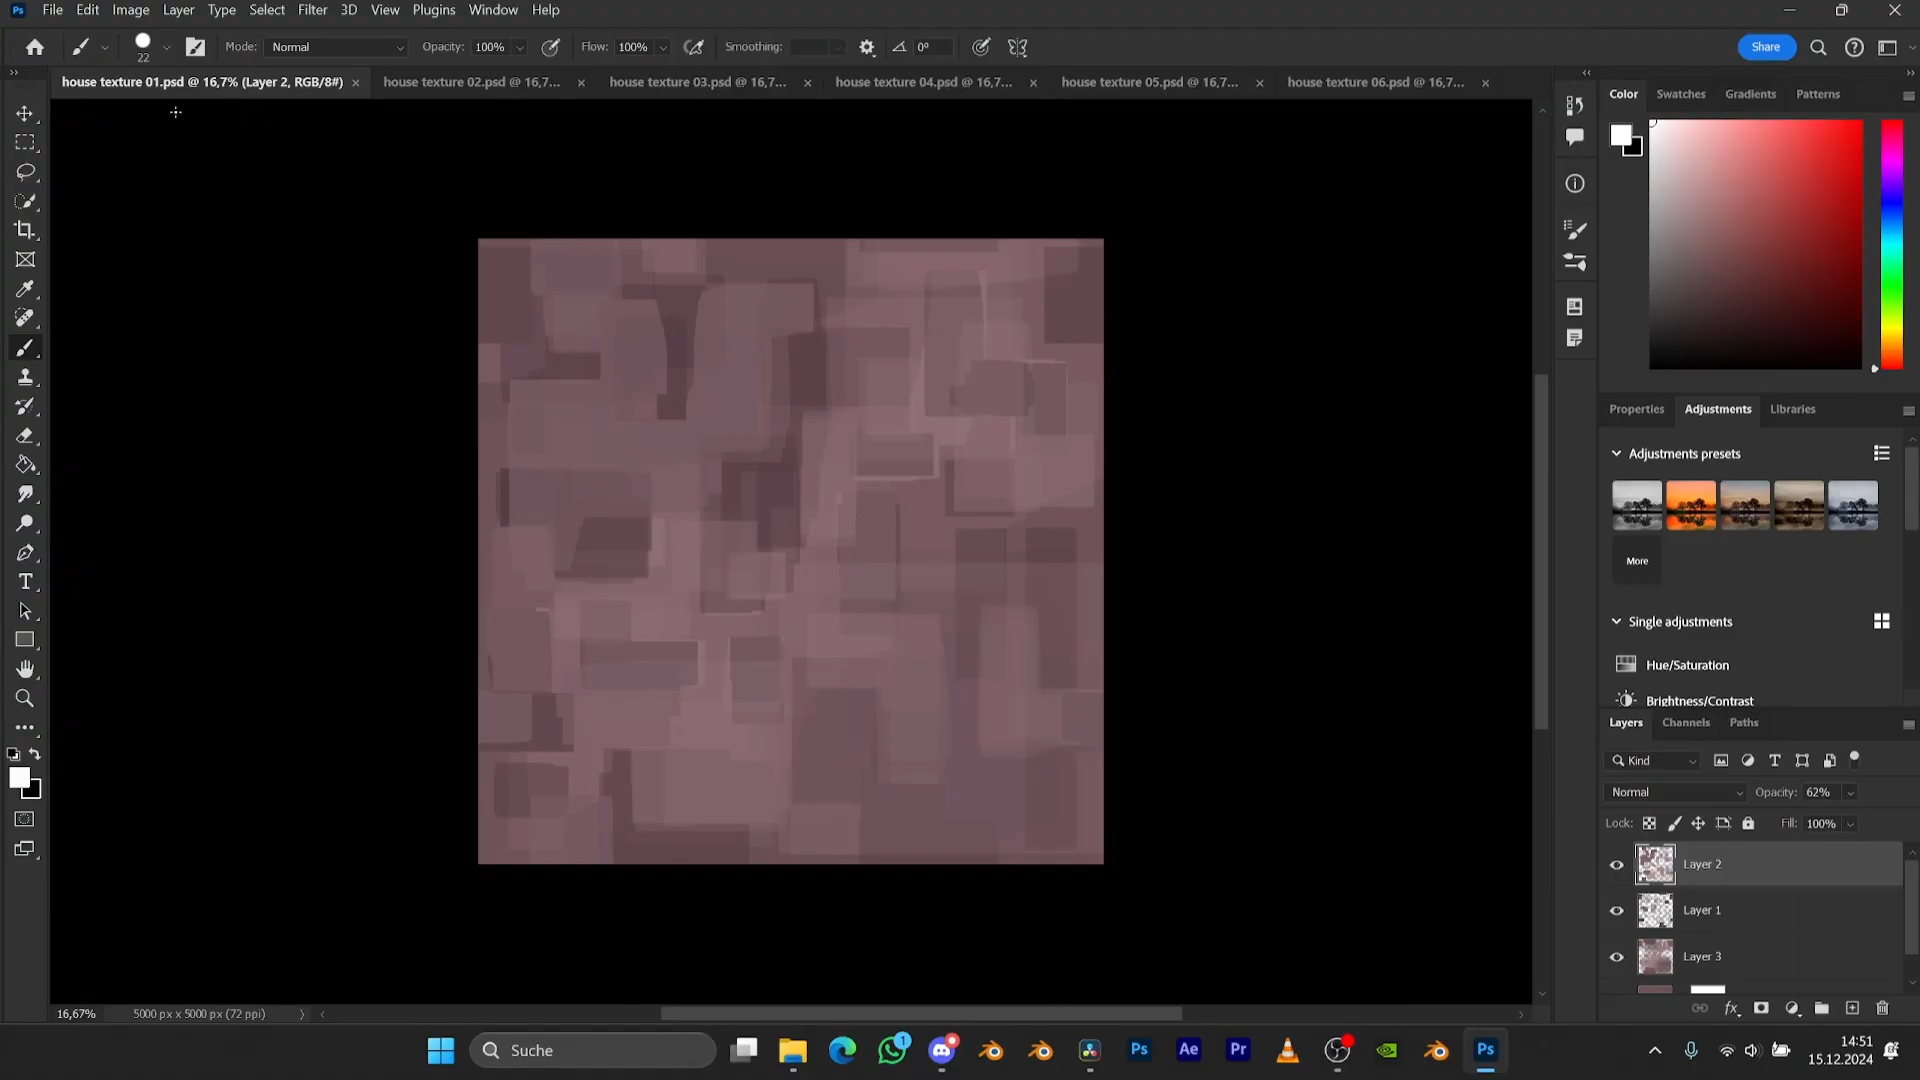 Ps File Edit Image Layer Type Select Filter 3D View Plugins Window Help
22 Mode: Normal Opacity: 100% Flow: 100% Smoothing: 0° Share
house texture 01.psd @ 16,7% (Layer 2, RGB/8#) house texture 02.psd @ 16,7... house texture 03.psd @ 16,7... house texture 04.psd @ 16,7... house texture 05.psd @ 16,7... house texture 06.psd @ 16,7...
Color Swatches Gradients Patterns
Properties Adjustments Libraries
Adjustments presets
More
Single adjustments
Hue/Saturation
Brightness/Contrast
Layers Channels Paths
Kind
Normal Opacity: 62%
Lock: Fill: 100%
Layer 2
Layer 1
Layer 3
fx
16,67% 5000 px x 5000 px (72 ppi)
Suche 1 Ps Ae Pr Ps
14:51
15.12.2024